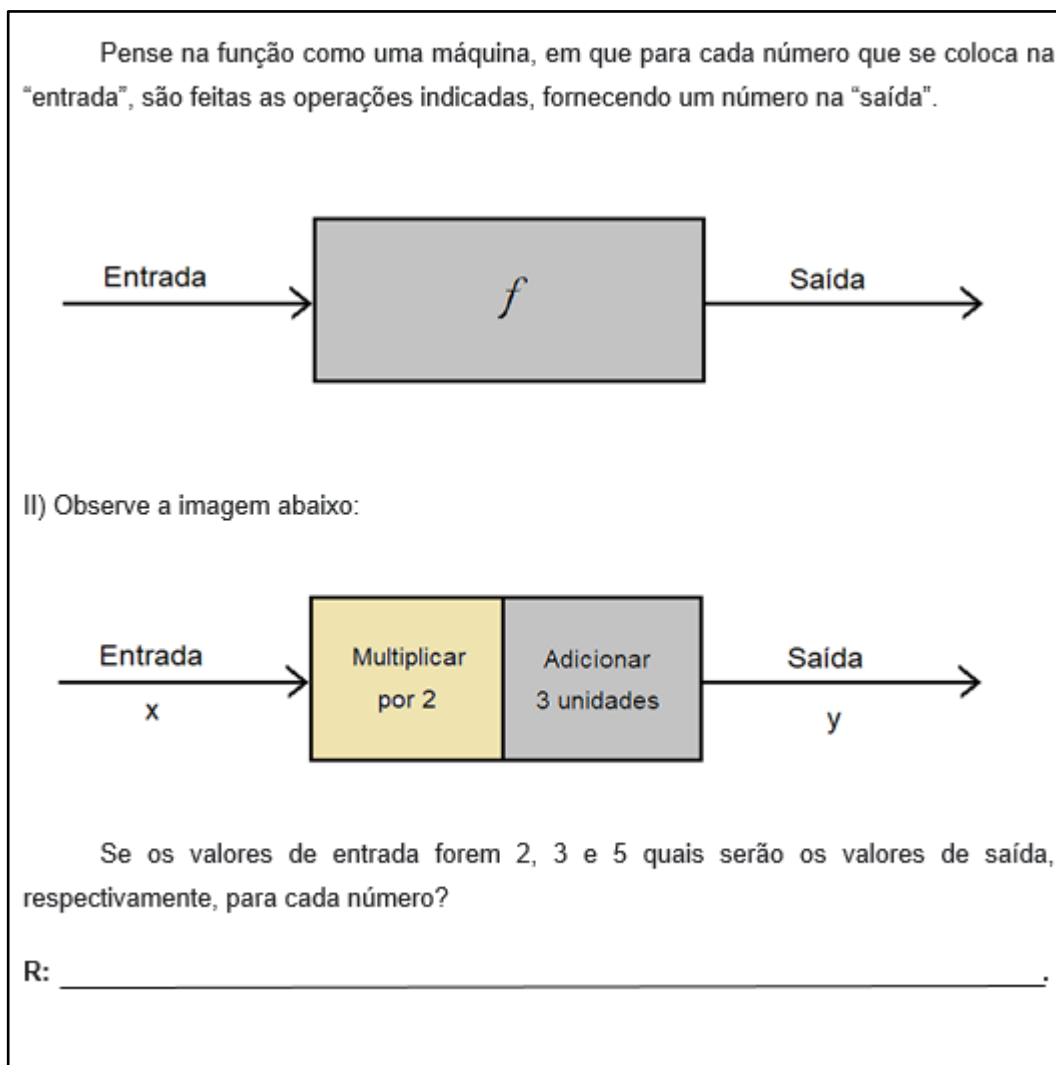 Pense na função como uma máquina, em que para cada número que se coloca na
“entrada”, são feitas as operações indicadas, fornecendo um número na “saída”.
Entrada
f
Saída
II) Observe a imagem abaixo:
Entrada
x
Multiplicar
por 2
Adicionar
3 unidades
Saída
y
Se os valores de entrada forem 2, 3 e 5 quais serão os valores de saída,
respectivamente, para cada número?
R: ______________________________________________.